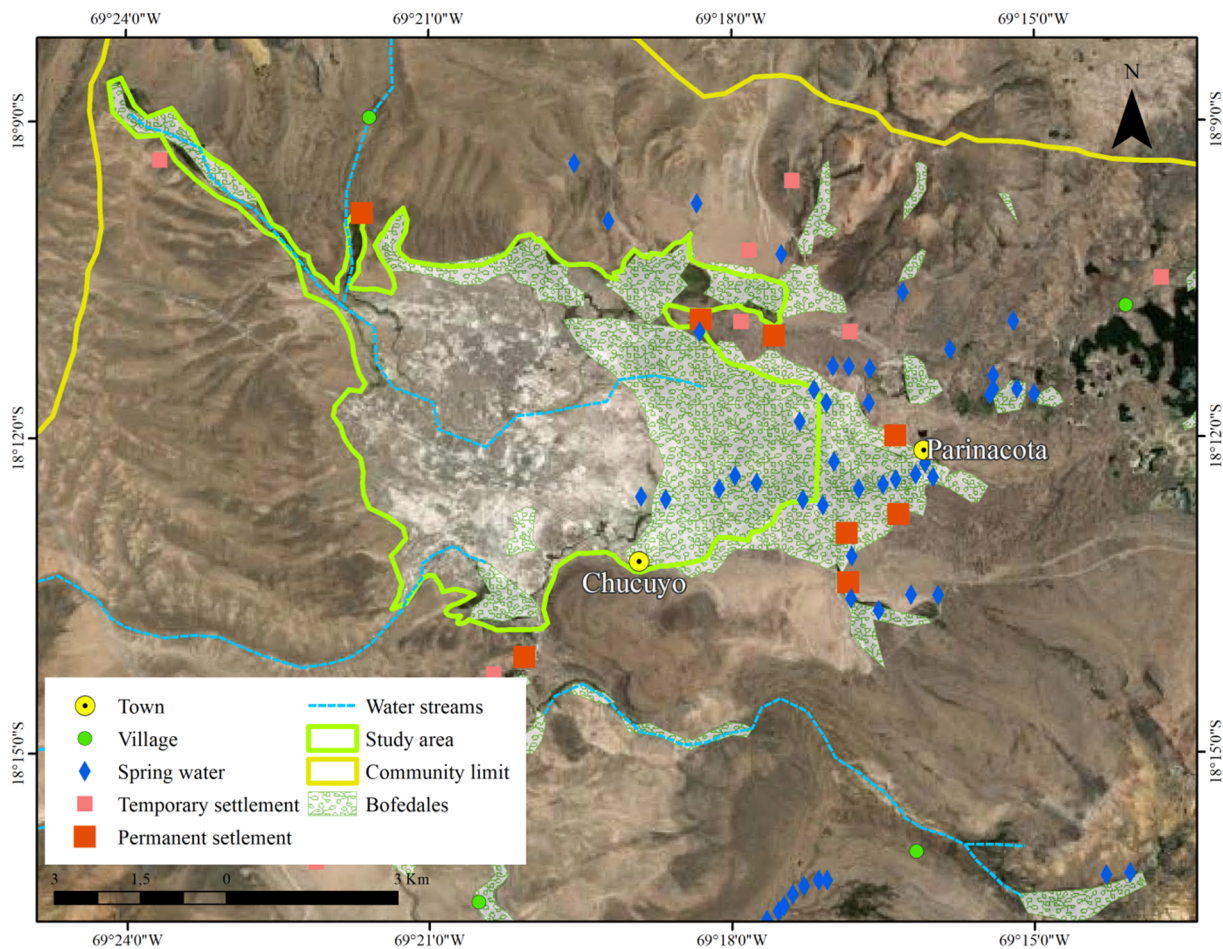 69°24'0"W 69°21'0"W 69°18'0"W 69°15'0"W
N
18°9'0"S 18°9'0"S
18°12'0"S 18°12'0"S
Parinacota
Chucuyo
18°15'0"S 18°15'0"S
Town
Village
Spring water
Temporary settlement
Permanent setlement
Water streams
Study area
Community limit
Bofedales
3 1,5 0 3 Km
69°24'0"W 69°21'0"W 69°18'0"W 69°15'0"W